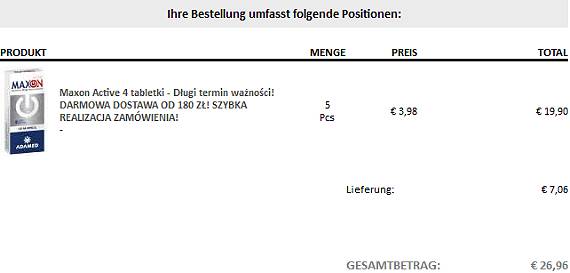 Ihre Bestellung umfasst folgende Positionen:
PRODUKT MENGE PREIS TOTAL
MAXON
ADAMED
Maxon Active 4 tabletki - Długi termin ważności!
DARMOWA DOSTAWA OD 180 ZŁ! SZYBKA
REALIZACJA ZAMÓWIENIA!
-
5
Pcs
€ 3,98
€ 19,90
Lieferung: € 7,06
GESAMTBETRAG: € 26,96